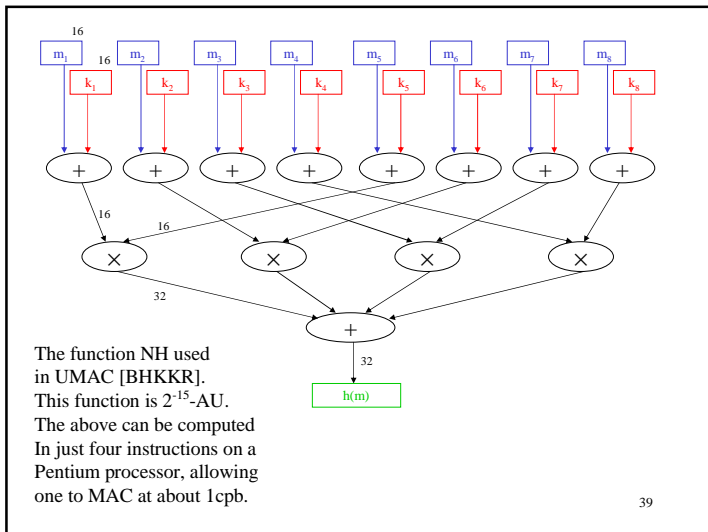 16
m₁ m₂ m₃ m₄ m₅ m₆ m₇ m₈
16
k₁ k₂ k₃ k₄ k₅ k₆ k₇ k₈
+ + + + + + + +
16 16
× × × ×
32
+
The function NH used
32
in UMAC [BHKKR].
This function is 2⁻¹⁵-AU.
h(m)
The above can be computed
In just four instructions on a
Pentium processor, allowing
one to MAC at about 1cpb.
39